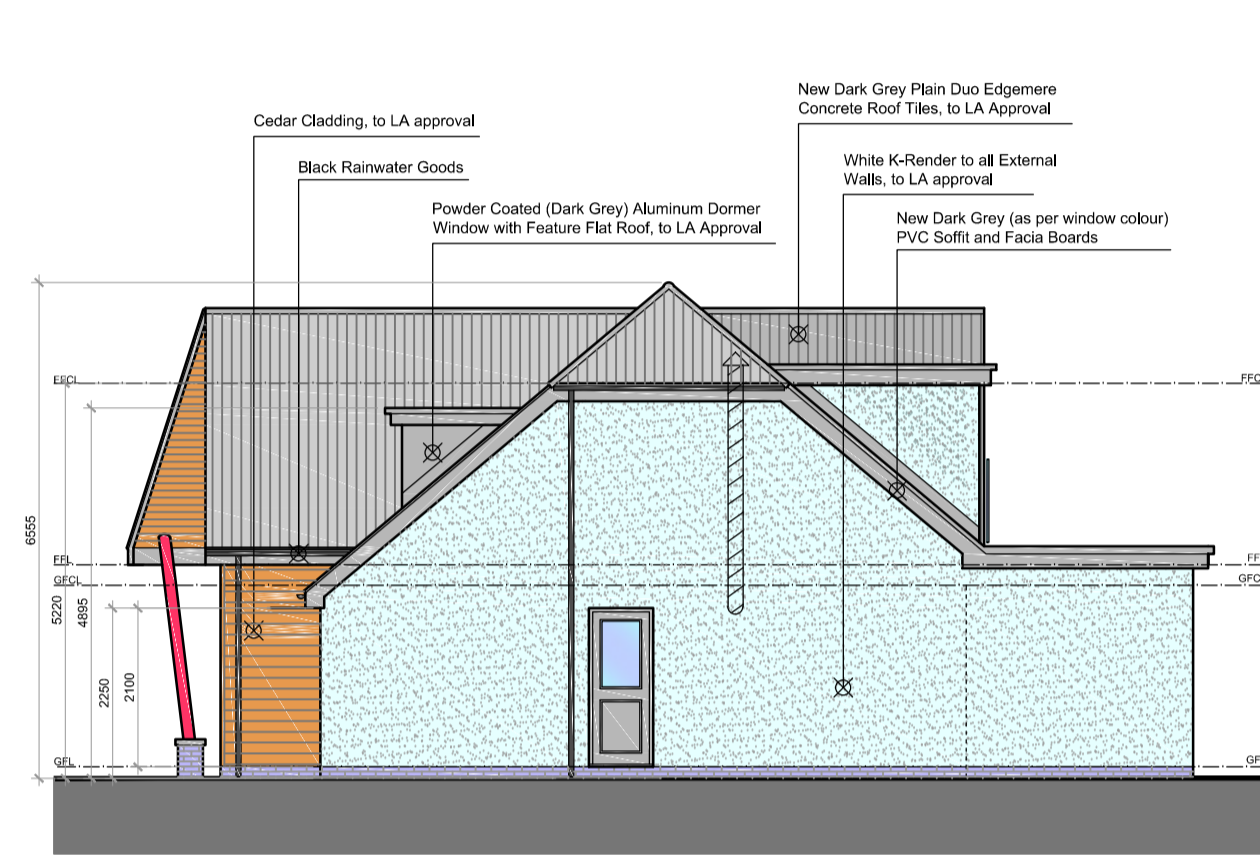 New Dark Grey Plain Duo Edgemere
Concrete Roof Tiles, to LA Approval
Cedar Cladding, to LA approval
Black Rainwater Goods
White K-Render to all External
Walls, to LA approval
Powder Coated (Dark Grey) Aluminum Dormer
Window with Feature Flat Roof, to LA Approval
New Dark Grey (as per window colour)
PVC Soffit and Facia Boards
FFCL
FFC
6555
FFL
FF
GFCL
GFC
5220
4895
2250
2100
GFL
GF